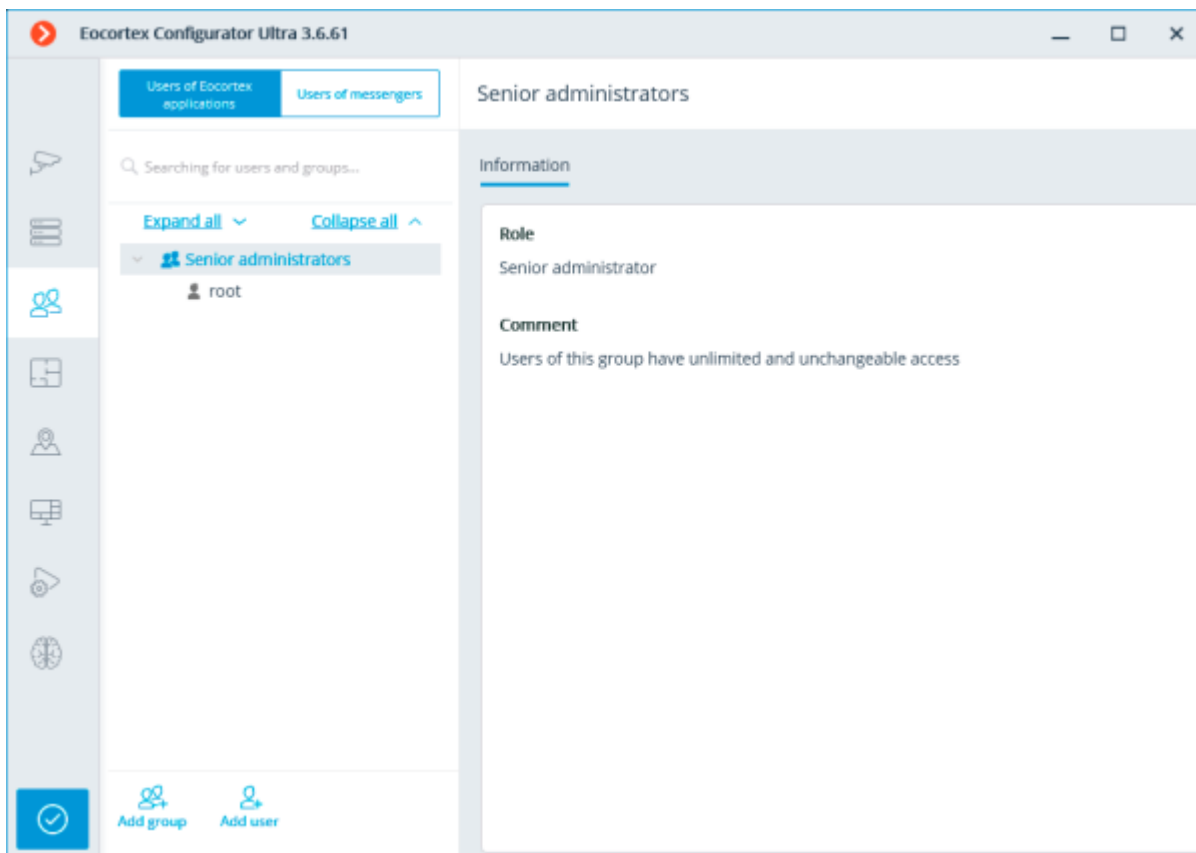 Eocortex Configurator Ultra 3.6.61
Users of Eocortex
applications
Users of messengers
Senior administrators
Searching for users and groups...
Information
Expand all
Collapse all
Senior administrators
root
Role
Senior administrator
Comment
Users of this group have unlimited and unchangeable access
Add group
Add user